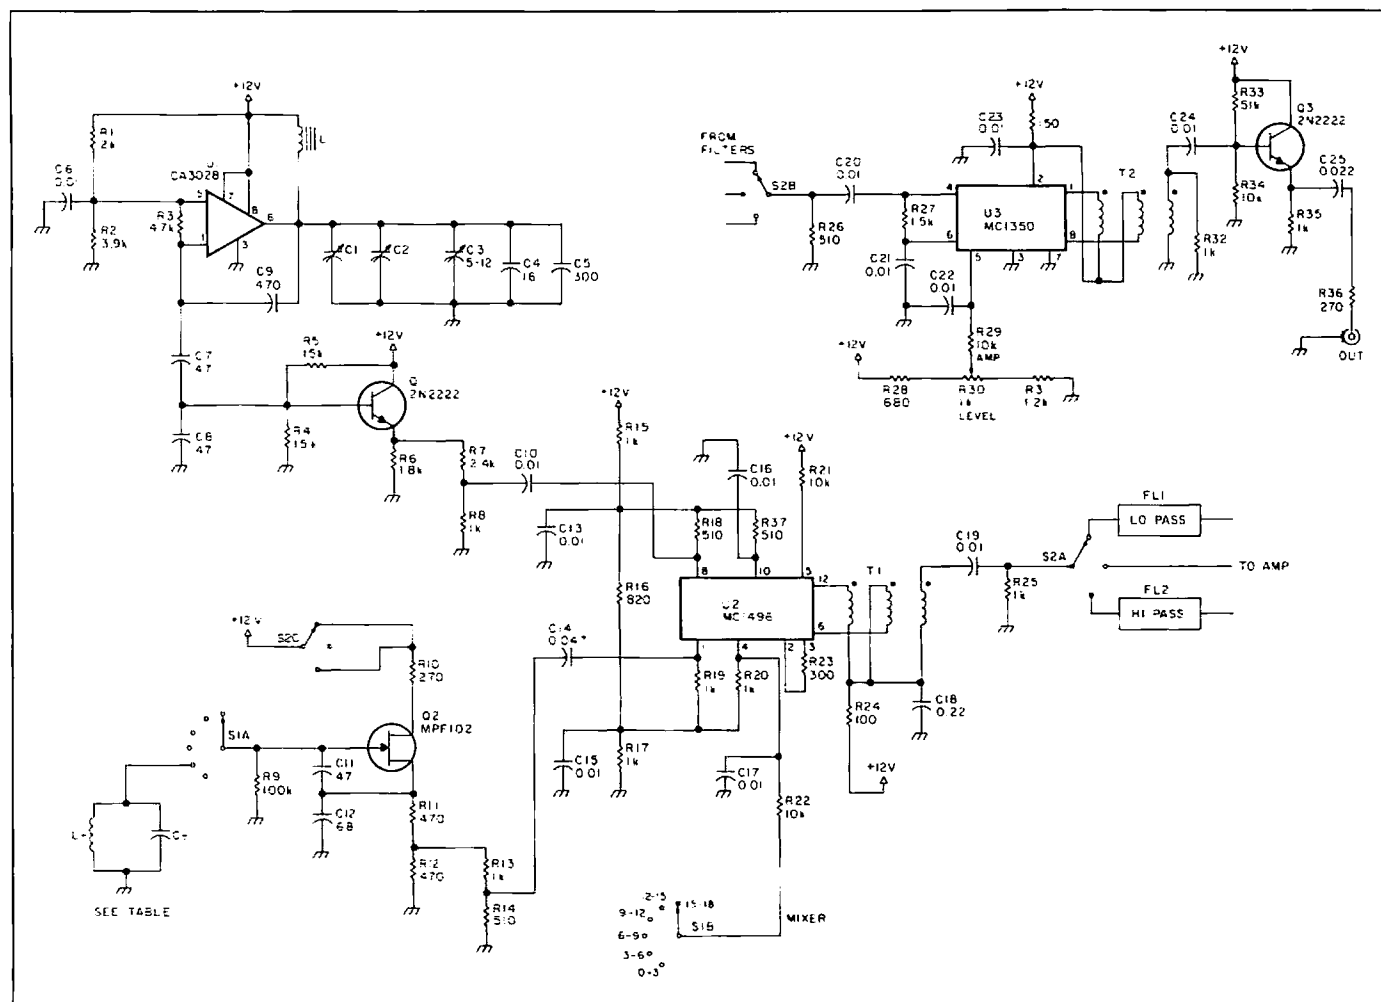 +12V
R1
2k
L
C6
0.01
CA3028
5
7
8
6
R3
47k
1
3
R2
3.9k
C9
470
C1
C2
C3
5-12
C4
16
C5
300
C7
47
C8
47
R5
15k
+12V
Q
2N2222
R4
15k
R6
1.8k
R7
2.4k
R8
1k
C10
0.01
FROM
FILTERS
S2B
R26
510
C20
0.01
R27
1.5k
C21
0.01
C22
0.01
C23
0.01
+12V
150
4
6
5
3
7
2
1
8
U3
MC1350
T2
R29
10k
AMP
+12V
R28
680
R30
1k
LEVEL
R3
1.2k
C24
0.01
R32
1k
+12V
R33
51k
R34
10k
Q3
2N2222
R35
1k
C25
0.022
R36
270
OUT
+12V
R15
1k
C13
0.01
R16
820
R18
510
R37
510
C16
0.01
+12V
R21
10k
8
10
5
12
6
U2
MC1496
1
4
2
3
T1
C14
R19
1k
R20
1k
R23
300
R24
100
C18
0.22
+12V
C15
0.01
R17
1k
C17
0.01
R22
10k
C19
0.01
R25
1k
S2A
FL1
LO PASS
TO AMP
FL2
HI PASS
+12V
S2C
R10
270
Q2
MPF102
S1A
R9
100k
C11
47
C12
68
R11
470
R12
470
R13
1k
R14
510
SEE TABLE
15-18
9-12
6-9
3-6
0-3
S1B
MIXER